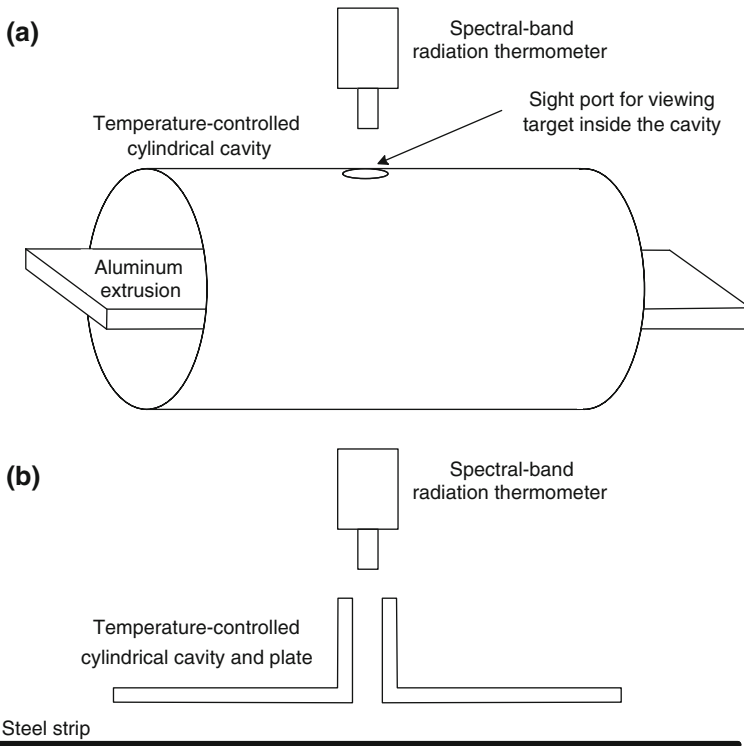 (a)
Spectral-band
radiation thermometer
Sight port for viewing
target inside the cavity
Temperature-controlled
cylindrical cavity
Aluminum
extrusion
(b)
Spectral-band
radiation thermometer
Temperature-controlled
cylindrical cavity and plate
Steel strip